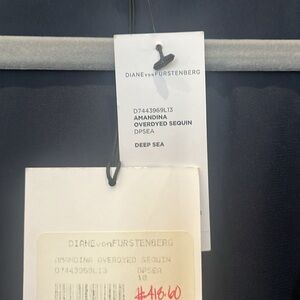 DIANE von FURSTENBERG
D7443969L13
AMANDINA
OVERDYED SEQUIN
DPSEA
DEEP SEA
DIANE von FURSTENBERG
AMANDINA OVERDYED SEQUIN
D7443969L13 DPSEA
10
#418.60